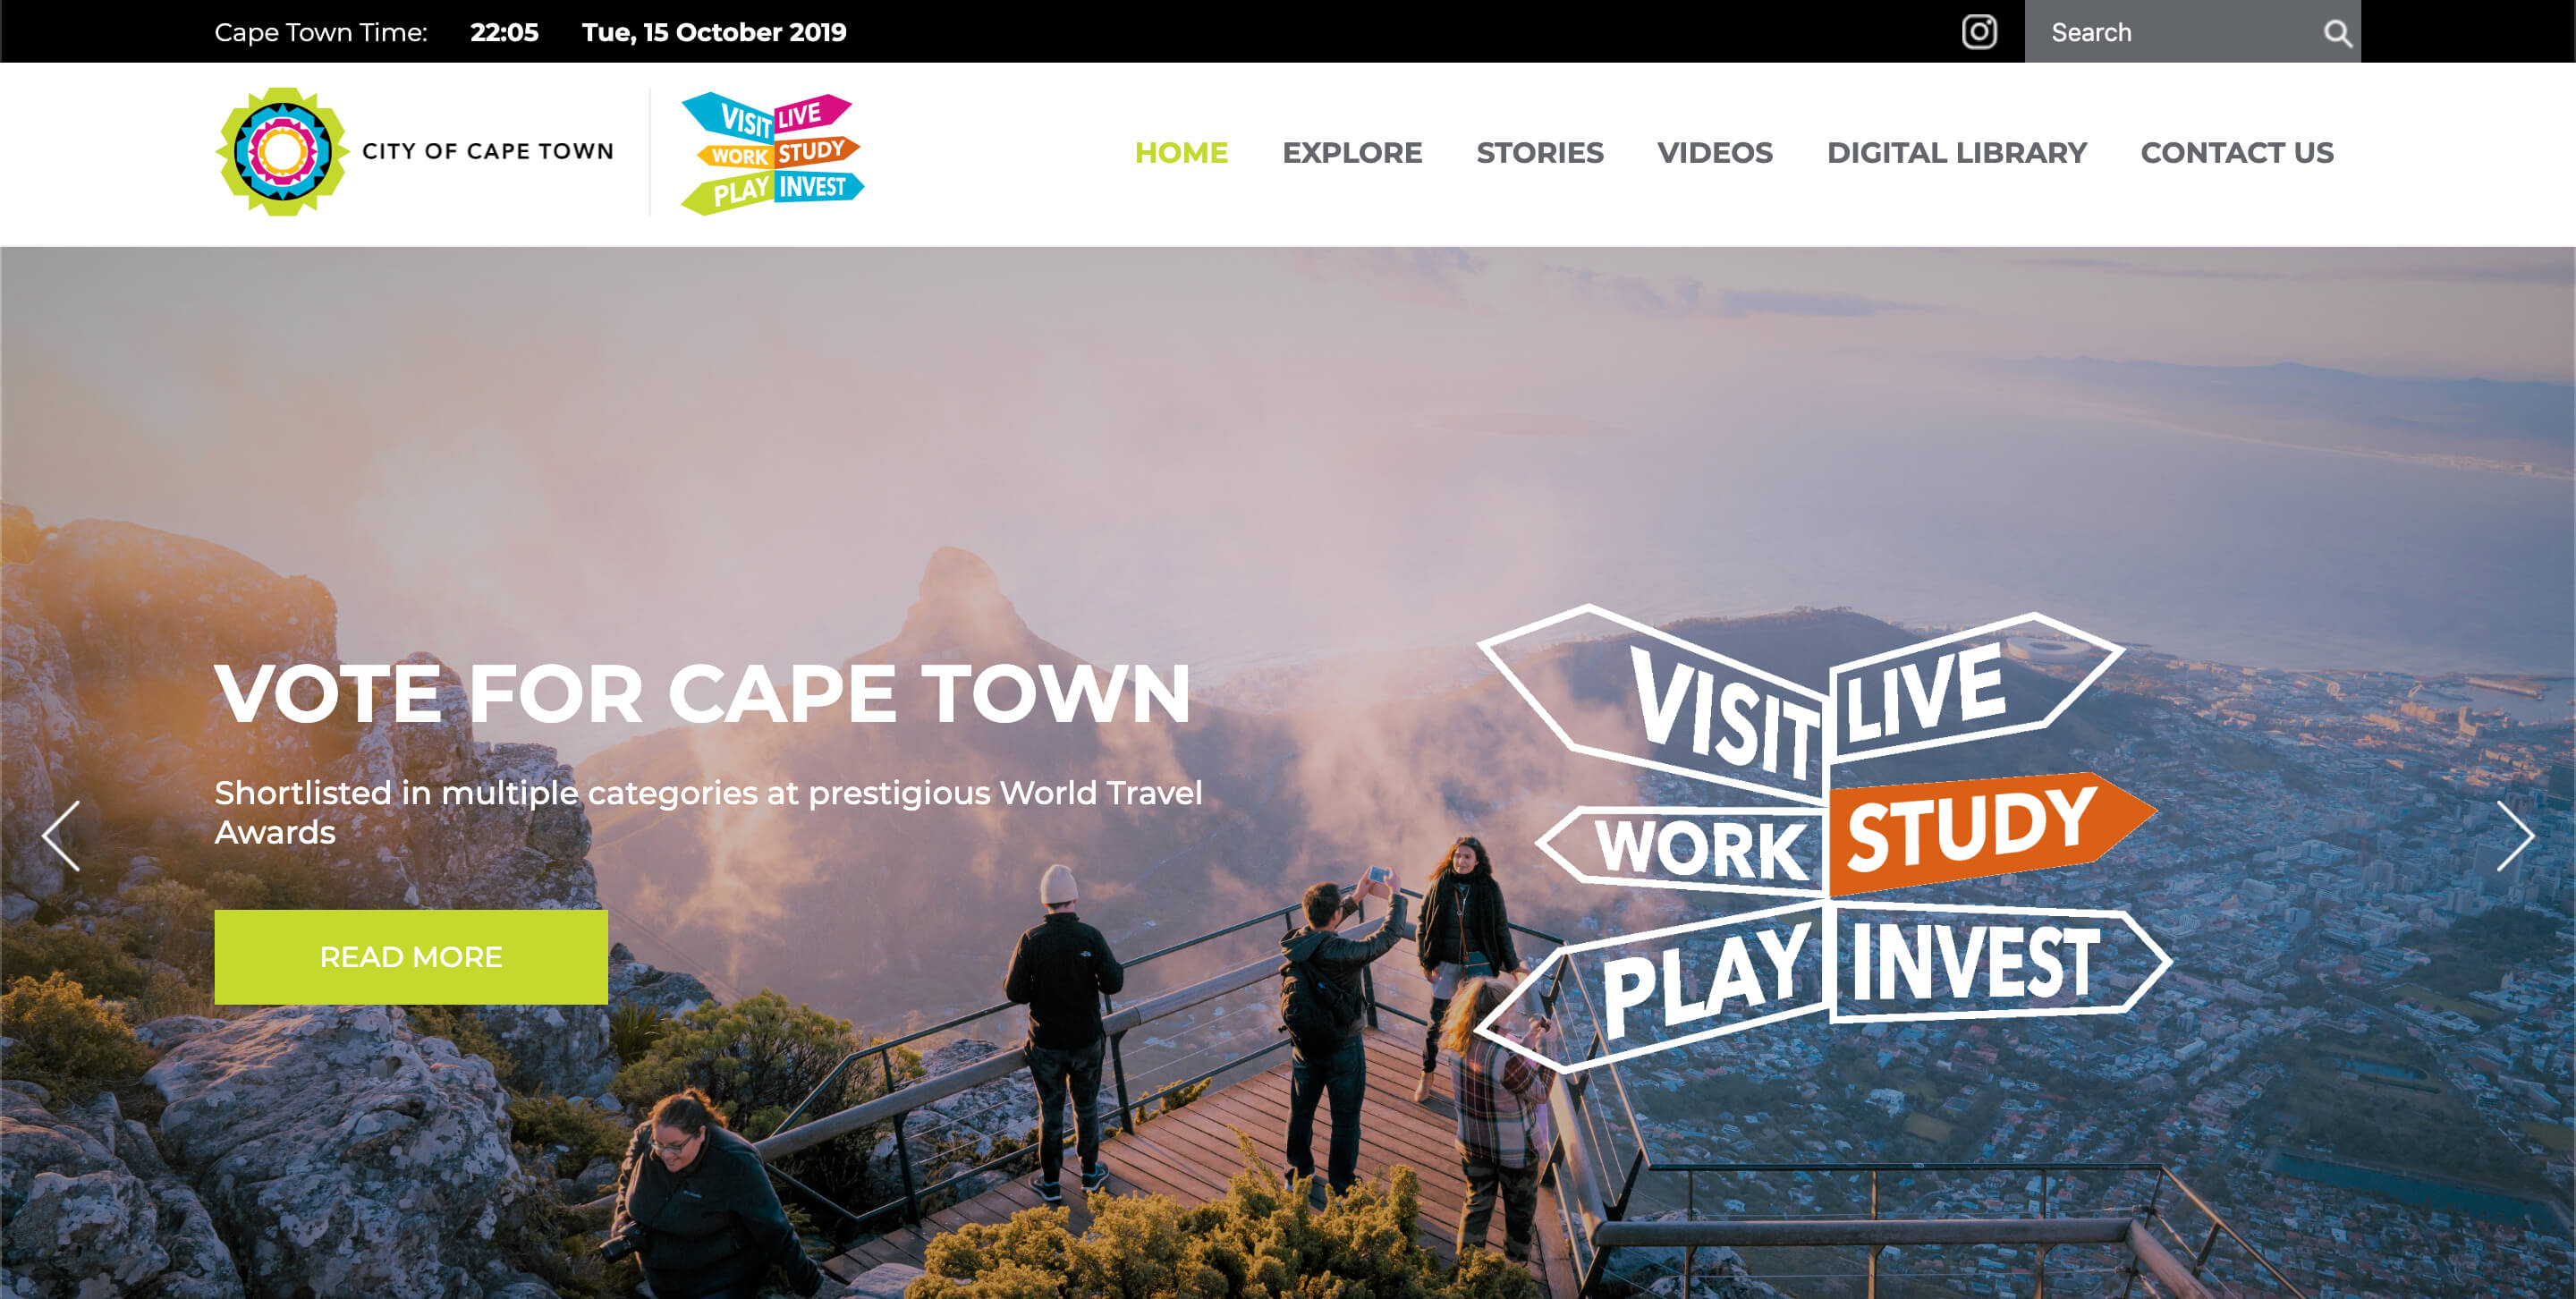 Cape Town Time: 22:05 Tue, 15 October 2019
Search
CITY OF CAPE TOWN
VISIT LIVE
WORK STUDY
PLAY INVEST
HOME EXPLORE STORIES VIDEOS DIGITAL LIBRARY CONTACT US
VOTE FOR CAPE TOWN
Shortlisted in multiple categories at prestigious World Travel
Awards
READ MORE
VISIT LIVE
WORK STUDY
PLAY INVEST